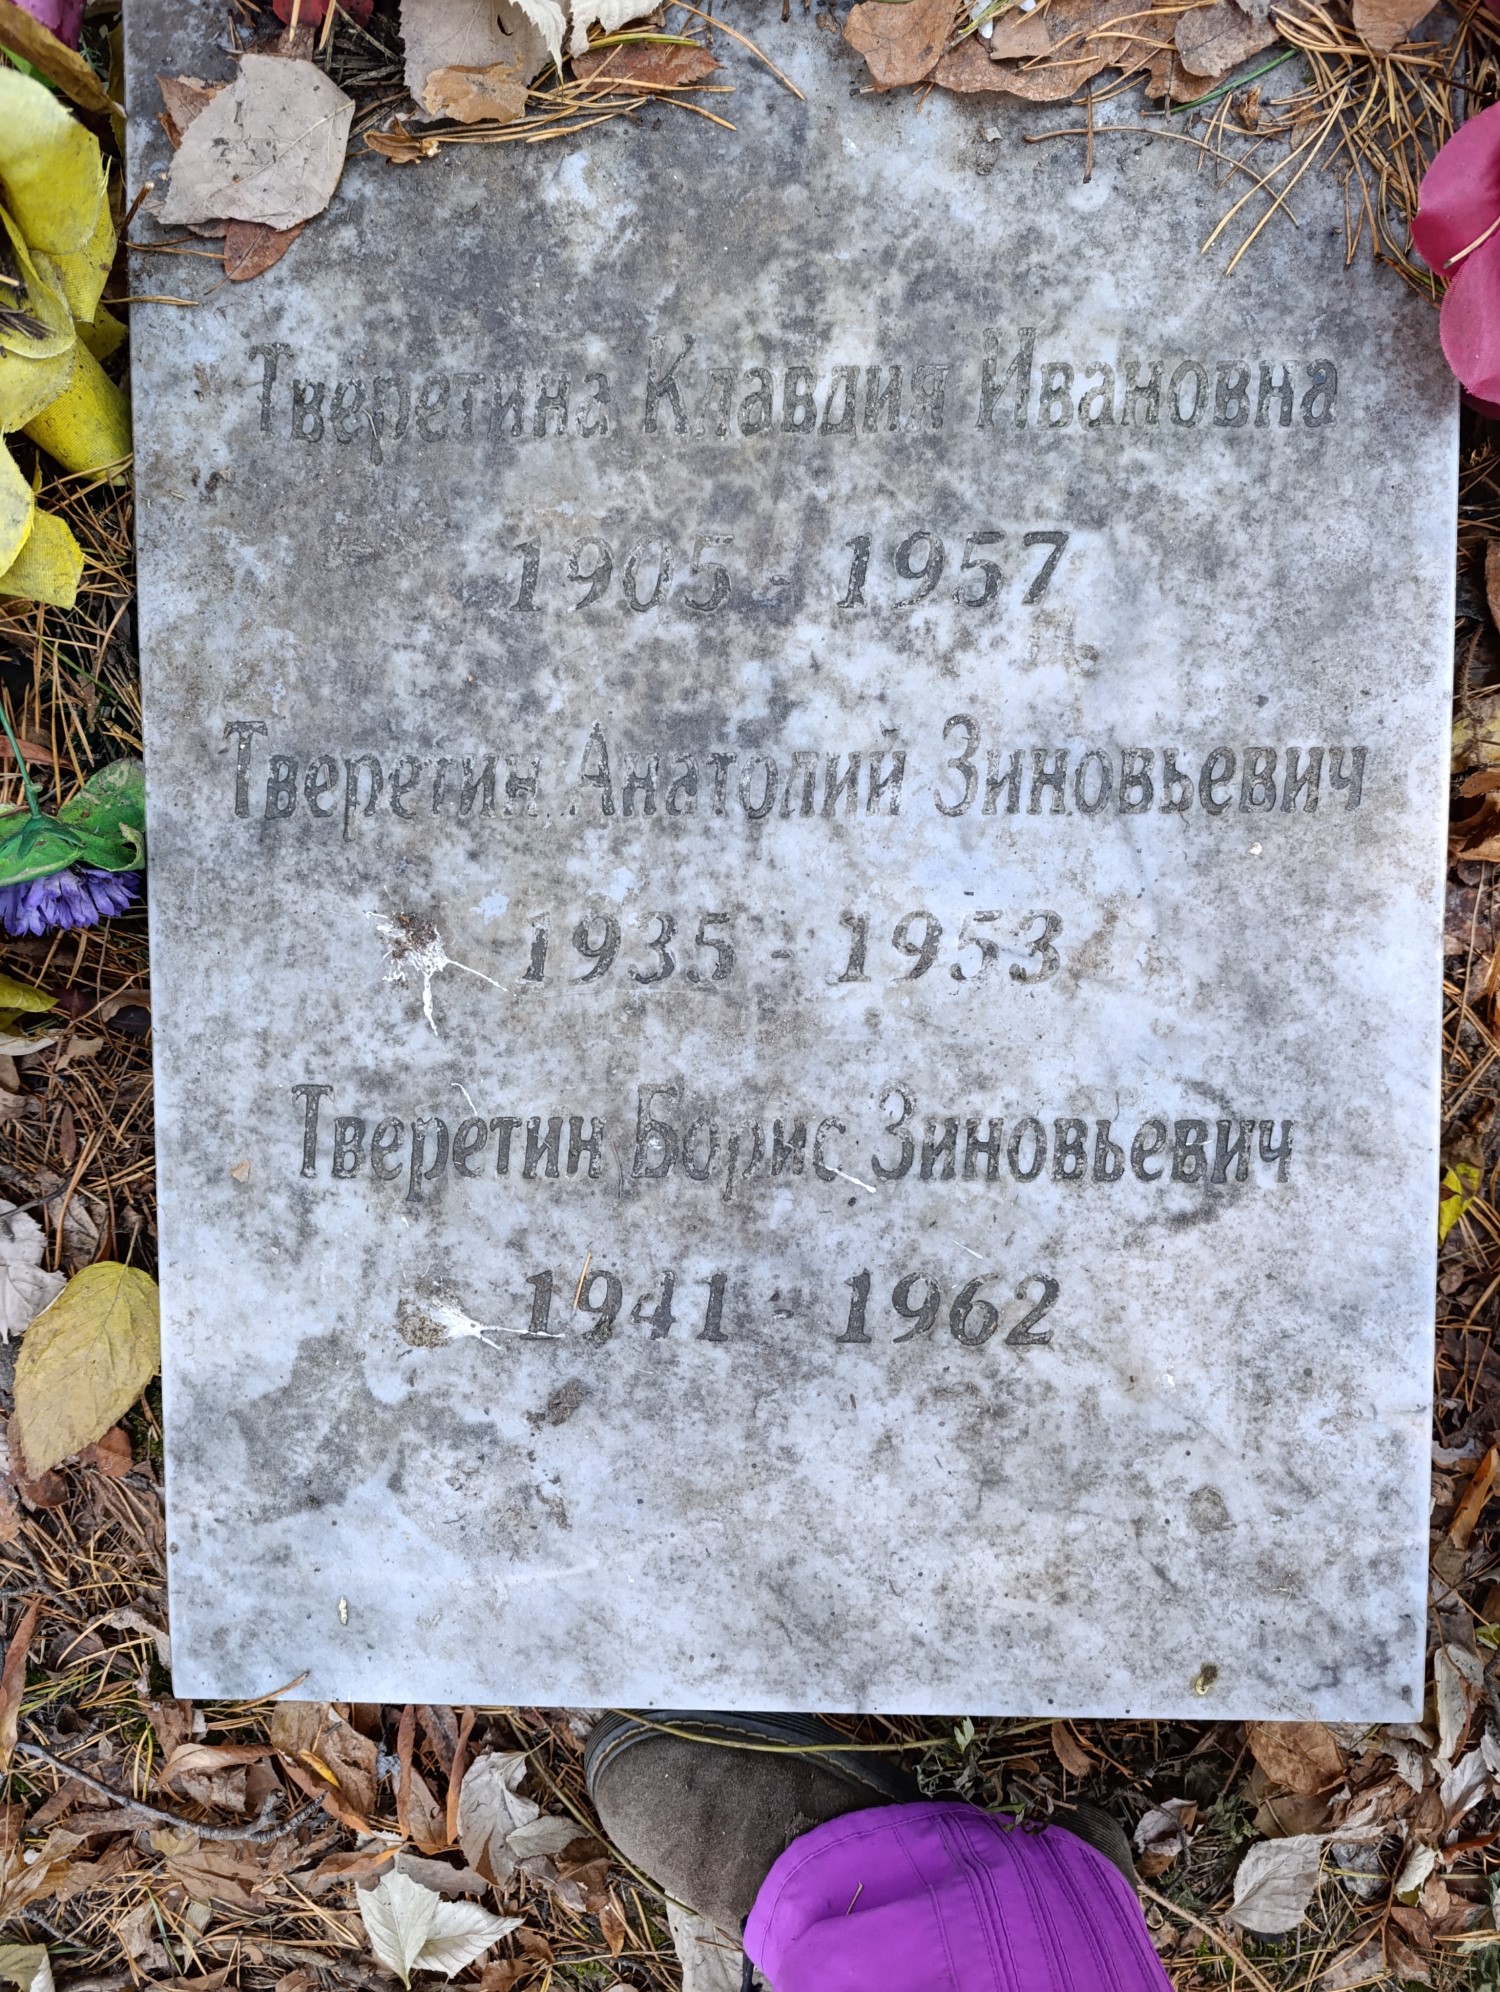 Тверетина Клавдия Ивановна
1905 - 1957
Тверетин Анатолий Зиновьевич
1935 - 1953
Тверетин Борис Зиновьевич
1941 - 1962